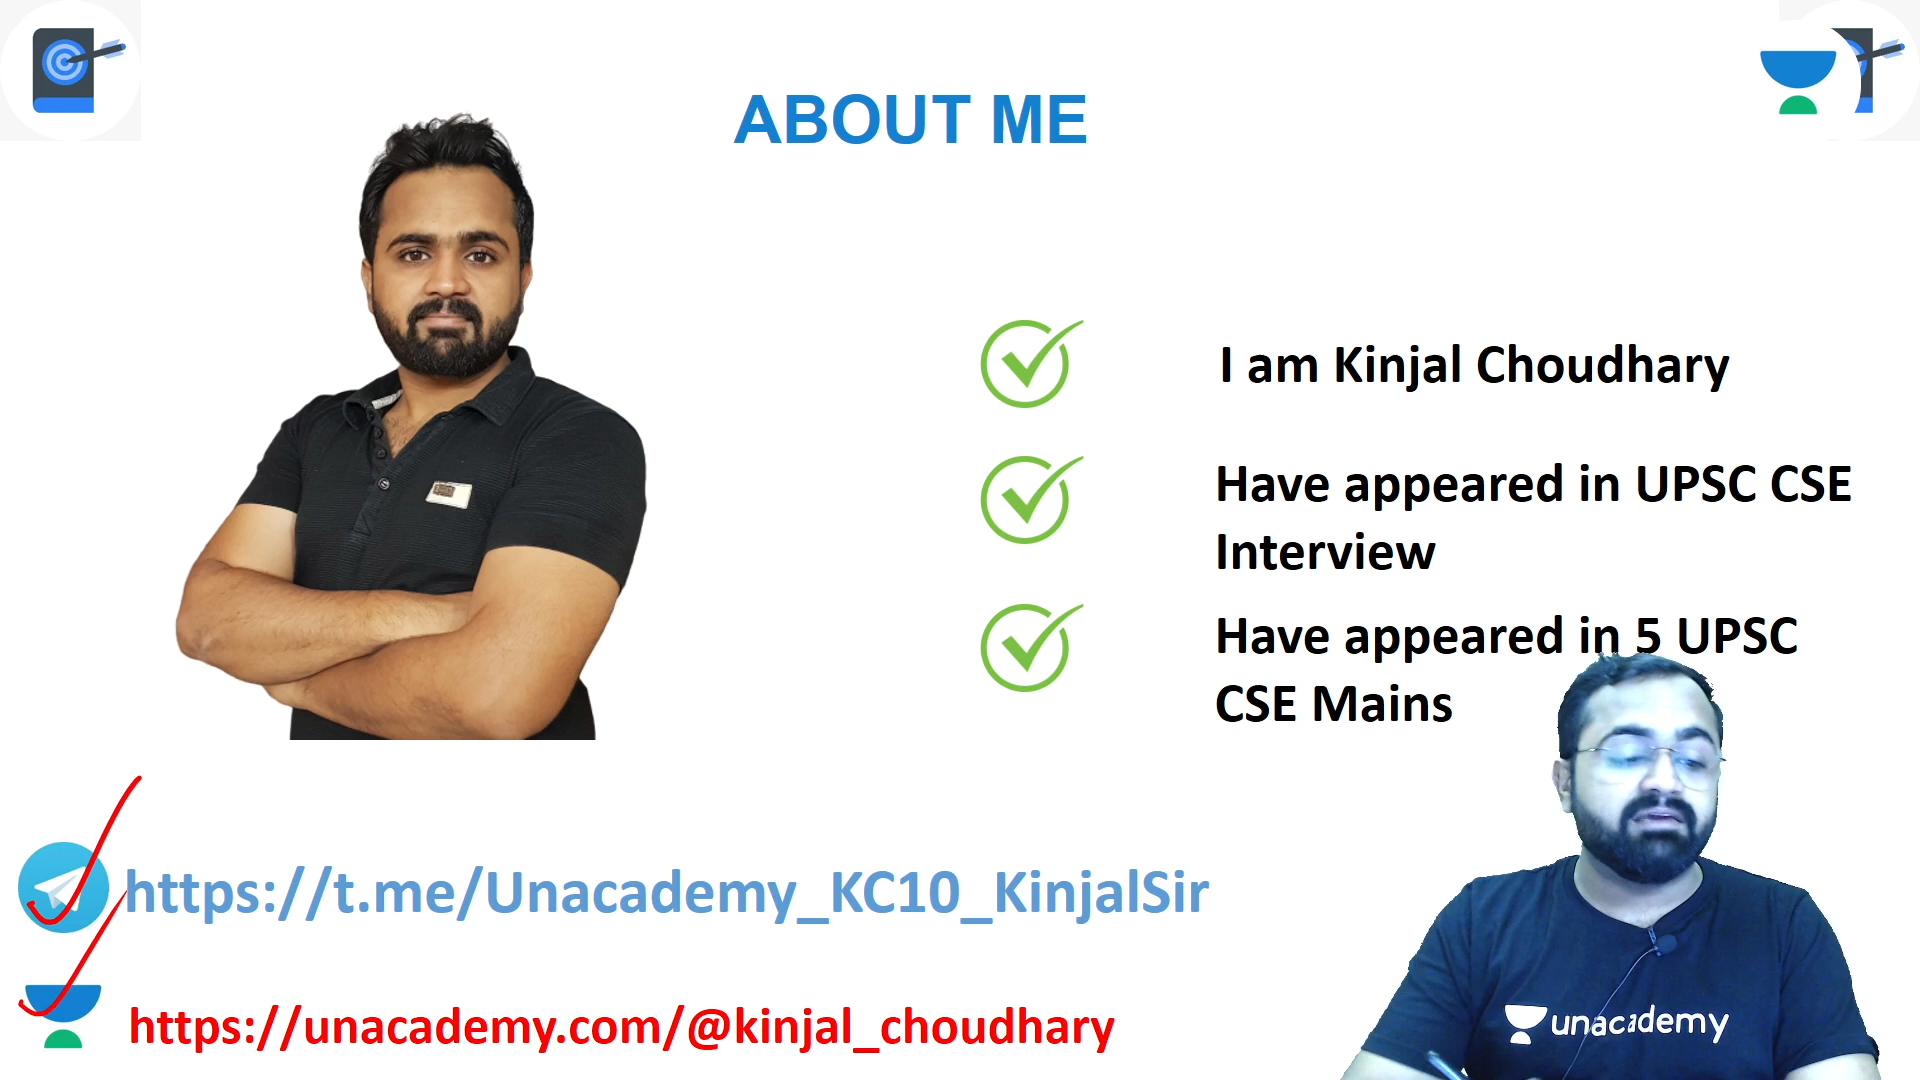 ABOUT ME
I am Kinjal Choudhary
Have appeared in UPSC CSE
Interview
Have appeared in 5 UPSC
CSE Mains
https://t.me/Unacademy_KC10_KinjalSir
https://unacademy.com/@kinjal_choudhary
unacademy